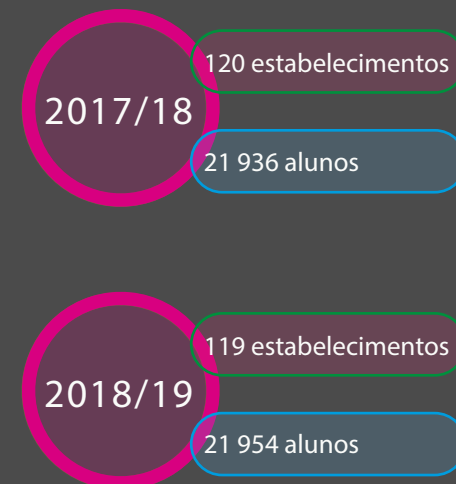 2017/18
120 estabelecimentos
21 936 alunos
2018/19
119 estabelecimentos
21 954 alunos